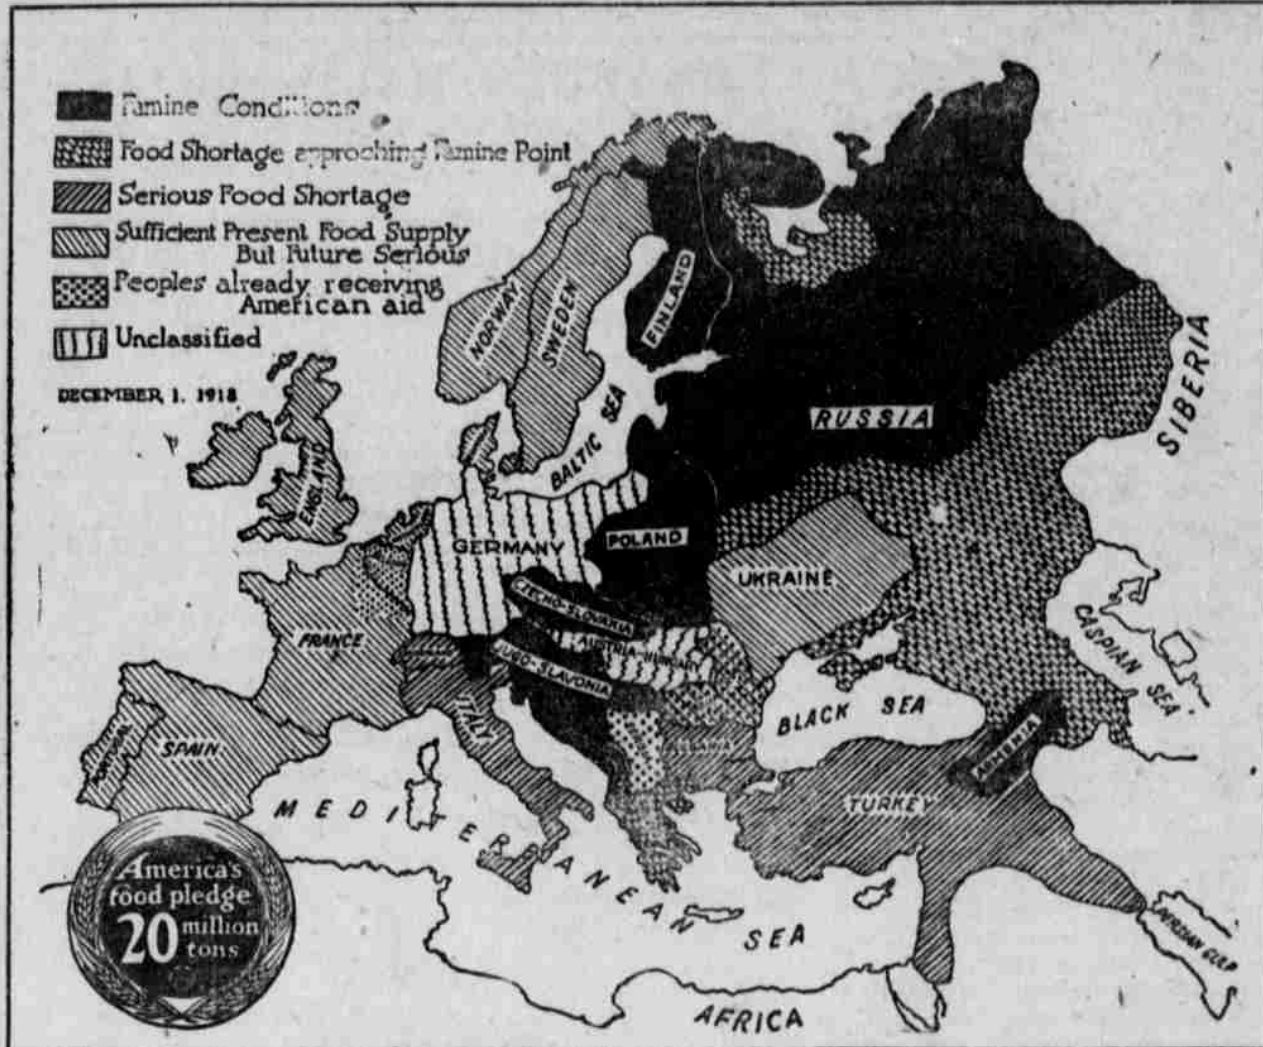 Famine Conditions
Food Shortage approching Famine Point
Serious Food Shortage
Sufficient Present Food Supply
But Future Serious
Peoples already receiving
American aid
Unclassified
DECEMBER 1. 1918
NORWAY
SWEDEN
FINLAND
BALTIC SEA
RUSSIA
SIBERIA
ENGLAND
GERMANY
POLAND
UKRAINE
CZECHO-SLOVAKIA
AUSTRIA-HUNGARY
JUGO-SLAVONIA
FRANCE
ITALY
CASPIAN SEA
BLACK SEA
PORTUGAL
SPAIN
BULGARIA
ARMENIA
TURKEY
MEDITERRANEAN SEA
PERSIAN GULF
AFRICA
America's
food pledge
20 million
tons